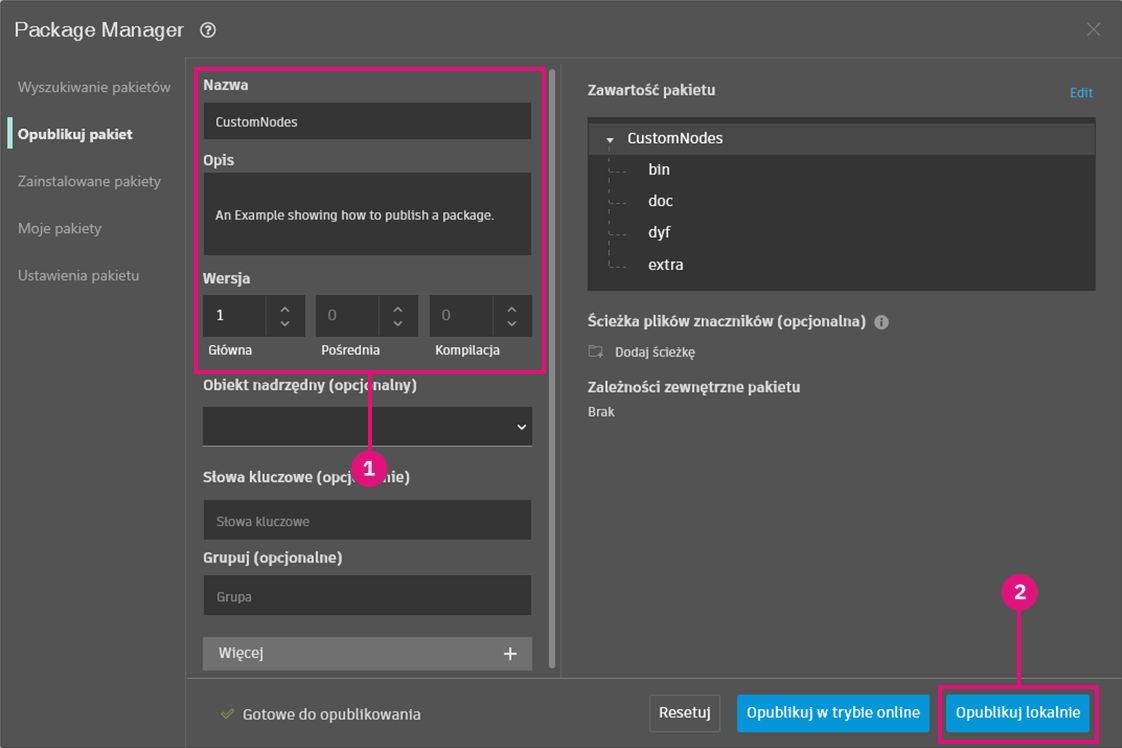 Package Manager ?
Wyszukiwanie pakietów
Opublikuj pakiet
Zainstalowane pakiety
Moje pakiety
Ustawienia pakietu
Nazwa
CustomNodes
Opis
An Example showing how to publish a package.
Wersja
1 0 0
Główna Pośrednia Kompilacja
Obiekt nadrzędny (opcjonalny)
1
Słowa kluczowe (opcjonalnie)
Słowa kluczowe
Grupuj (opcjonalne)
Grupa
Więcej +
Zawartość pakietu Edit
CustomNodes
bin
doc
dyf
extra
Ścieżka plików znaczników (opcjonalna) i
Dodaj ścieżkę
Zależności zewnętrzne pakietu
Brak
2
Gotowe do opublikowania
Resetuj Opublikuj w trybie online Opublikuj lokalnie